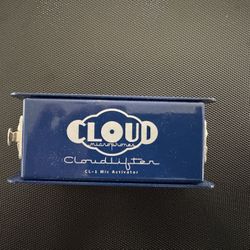 CLOUD
microphones
Cloudlifter
CL-1 Mic Activator